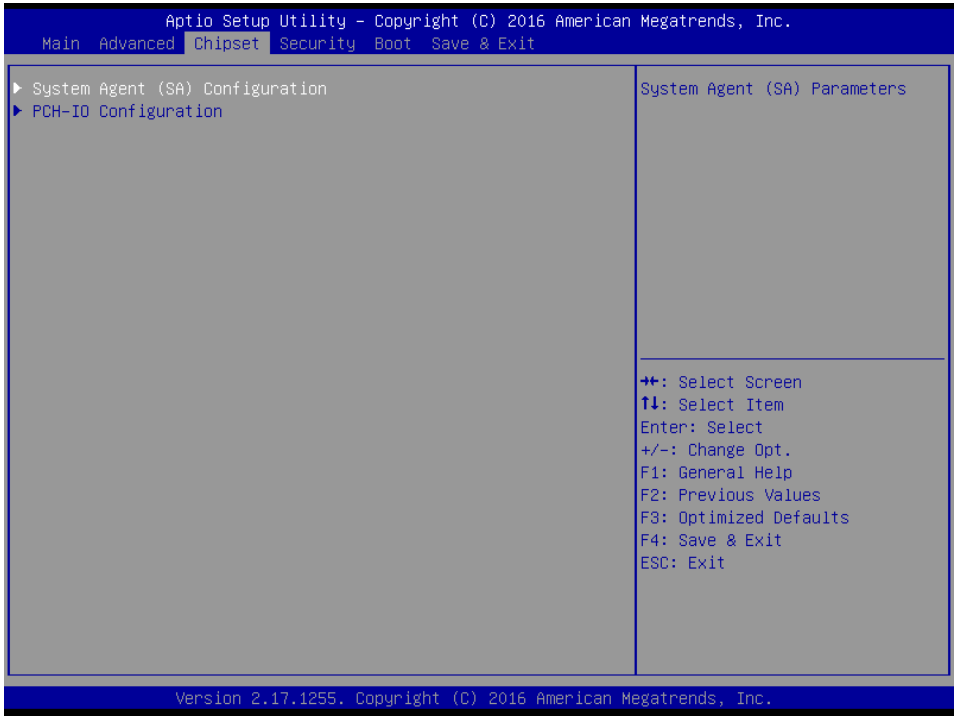 Aptio Setup Utility – Copyright (C) 2016 American Megatrends, Inc.
Main Advanced Chipset Security Boot Save & Exit
▶ System Agent (SA) Configuration
▶ PCH-IO Configuration
System Agent (SA) Parameters
→←: Select Screen
↑↓: Select Item
Enter: Select
+/-: Change Opt.
F1: General Help
F2: Previous Values
F3: Optimized Defaults
F4: Save & Exit
ESC: Exit
Version 2.17.1255. Copyright (C) 2016 American Megatrends, Inc.